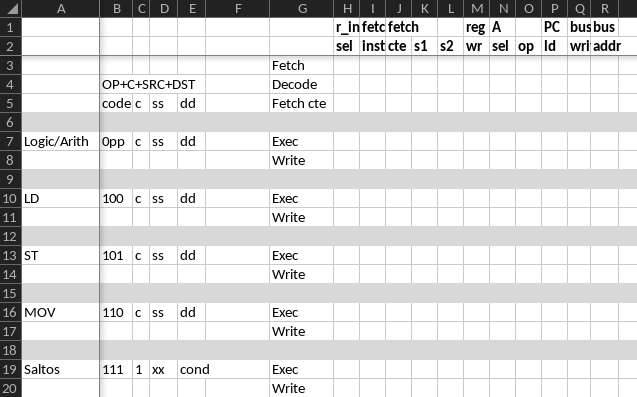 A B C D E F G H I J K L M N O P Q R
1 r_in fetc fetch reg A PC bus bus
2 sel inst cte s1 s2 wr sel op ld wri addr
3 Fetch
4 OP+C+SRC+DST Decode
5 code c ss dd Fetch cte
6
7 Logic/Arith 0pp c ss dd Exec
8 Write
9
10 LD 100 c ss dd Exec
11 Write
12
13 ST 101 c ss dd Exec
14 Write
15
16 MOV 110 c ss dd Exec
17 Write
18
19 Saltos 111 1 xx cond Exec
20 Write